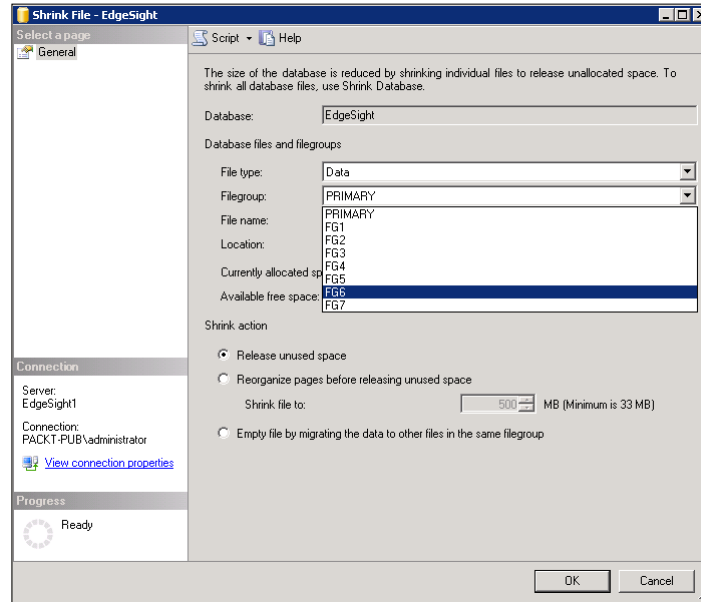 Shrink File - EdgeSight
Select a page
General
Script
Help
The size of the database is reduced by shrinking individual files to release unallocated space. To
shrink all database files, use Shrink Database.
Database:
EdgeSight
Database files and filegroups
File type:
Data
Filegroup:
PRIMARY
File name:
Location:
Currently allocated sp
Available free space:
PRIMARY
FG1
FG2
FG3
FG4
FG5
FG6
FG7
Shrink action
Release unused space
Reorganize pages before releasing unused space
Shrink file to:
500
MB (Minimum is 33 MB)
Empty file by migrating the data to other files in the same filegroup
Connection
Server:
EdgeSight1
Connection:
PACKT-PUB\administrator
View connection properties
Progress
Ready
OK
Cancel